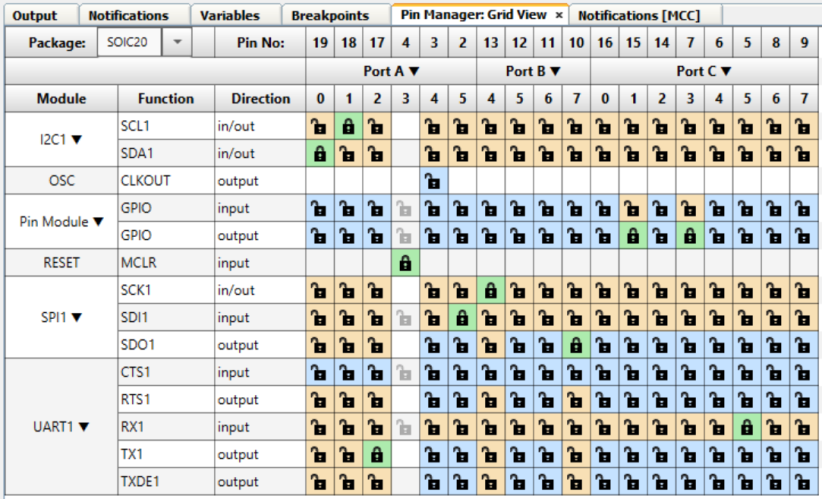 Output Notifications Variables Breakpoints Pin Manager: Grid View × Notifications [MCC]
Package: SOIC20 Pin No: 19 18 17 4 3 2 13 12 11 10 16 15 14 7 6 5 8 9
Port A ▼ Port B ▼ Port C ▼
Module Function Direction 0 1 2 3 4 5 4 5 6 7 0 1 2 3 4 5 6 7
I2C1 ▼ SCL1 in/out
SDA1 in/out
OSC CLKOUT output
Pin Module ▼ GPIO input
GPIO output
RESET MCLR input
SPI1 ▼ SCK1 in/out
SDI1 input
SDO1 output
UART1 ▼ CTS1 input
RTS1 output
RX1 input
TX1 output
TXDE1 output